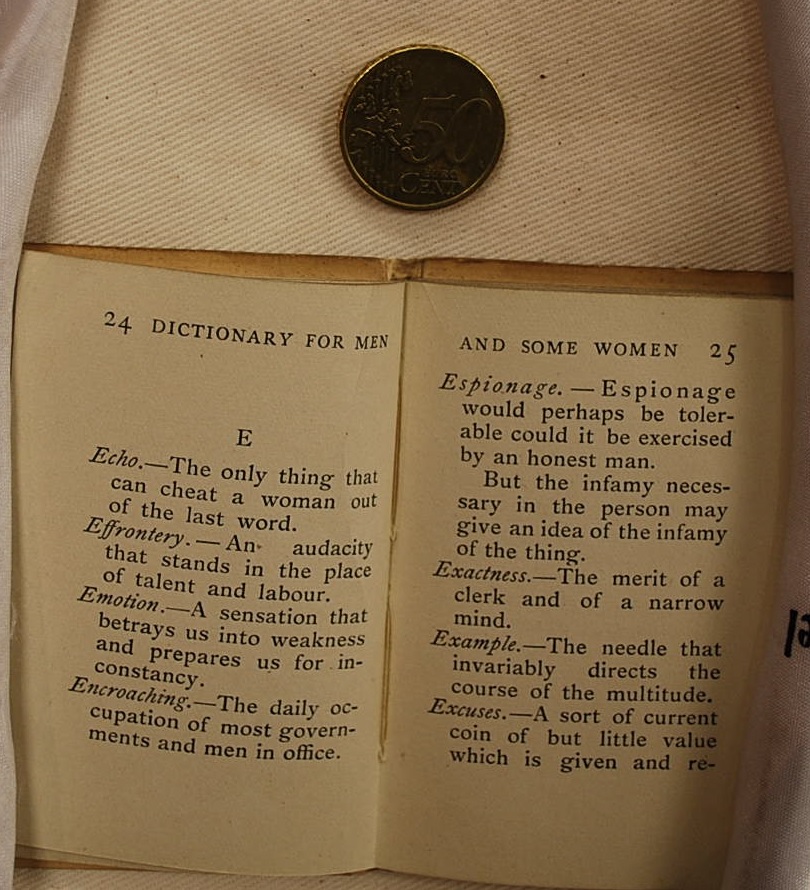 50
EURO
CENT
24 DICTIONARY FOR MEN
E
Echo.—The only thing that
can cheat a woman out
of the last word.
Effrontery.—An audacity
that stands in the place
of talent and labour.
Emotion.—A sensation that
betrays us into weakness
and prepares us for in-
constancy.
Encroaching.—The daily oc-
cupation of most govern-
ments and men in office.
AND SOME WOMEN 25
Espionage.—Espionage
would perhaps be toler-
able could it be exercised
by an honest man.
But the infamy neces-
sary in the person may
give an idea of the infamy
of the thing.
Exactness.—The merit of a
clerk and of a narrow
mind.
Example.—The needle that
invariably directs the
course of the multitude.
Excuses.—A sort of current
coin of but little value
which is given and re-